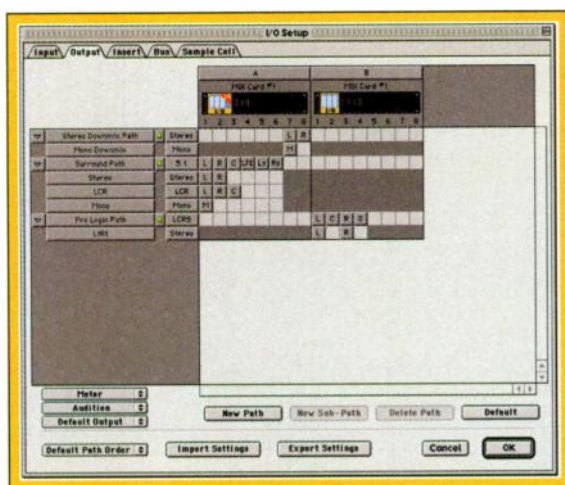 I/O Setup
Input Output Insert Bus Sample Cell
A B
MIX Card #1 MIX Card #1
1 2 3 4 5 6 7 8 1 2 3 4 5 6 7 8
Stereo Downmix Path Stereo L R
Mono Downmix Mono M
Surround Path 5.1 L R C LFE Ls Rs
Stereo Stereo L R
LCR LCR L R C
Mono Mono M
Pro Logic Path LCRS L C R S
LtRt Stereo L R
Meter
Audition
Default Output
New Path New Sub-Path Delete Path Default
Default Path Order Import Settings Export Settings Cancel OK